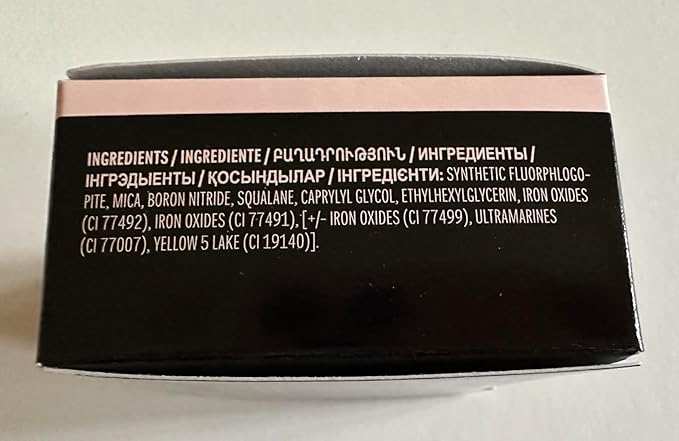 INGREDIENTS / INGREDIENTE / ԲԱՂԱԴՐՈՒԹՅՈՒՆ / ИНГРЕДИЕНТЫ /
ІНГРЭДЫЕНТЫ / ҚОСЫНДЫЛАР / ІНГРЕДІЄНТИ: SYNTHETIC FLUORPHLOGO-
PITE, MICA, BORON NITRIDE, SQUALANE, CAPRYLYL GLYCOL, ETHYLHEXYLGLYCERIN, IRON OXIDES
(CI 77492), IRON OXIDES (CI 77491), [+/- IRON OXIDES (CI 77499), ULTRAMARINES
(CI 77007), YELLOW 5 LAKE (CI 19140)].